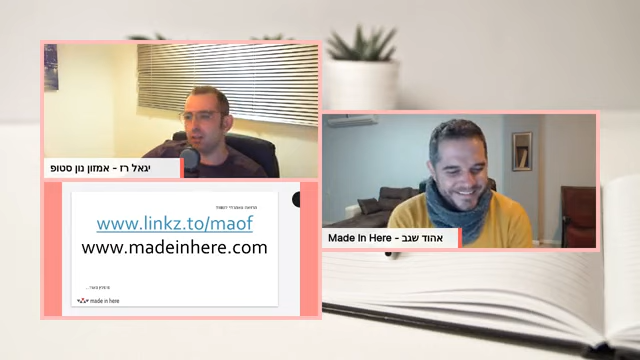 יגאל רז - אמזון נון סטופ
www.linkz.to/maof
www.madeinhere.com
made in here
אהוד שגב - Made In Here